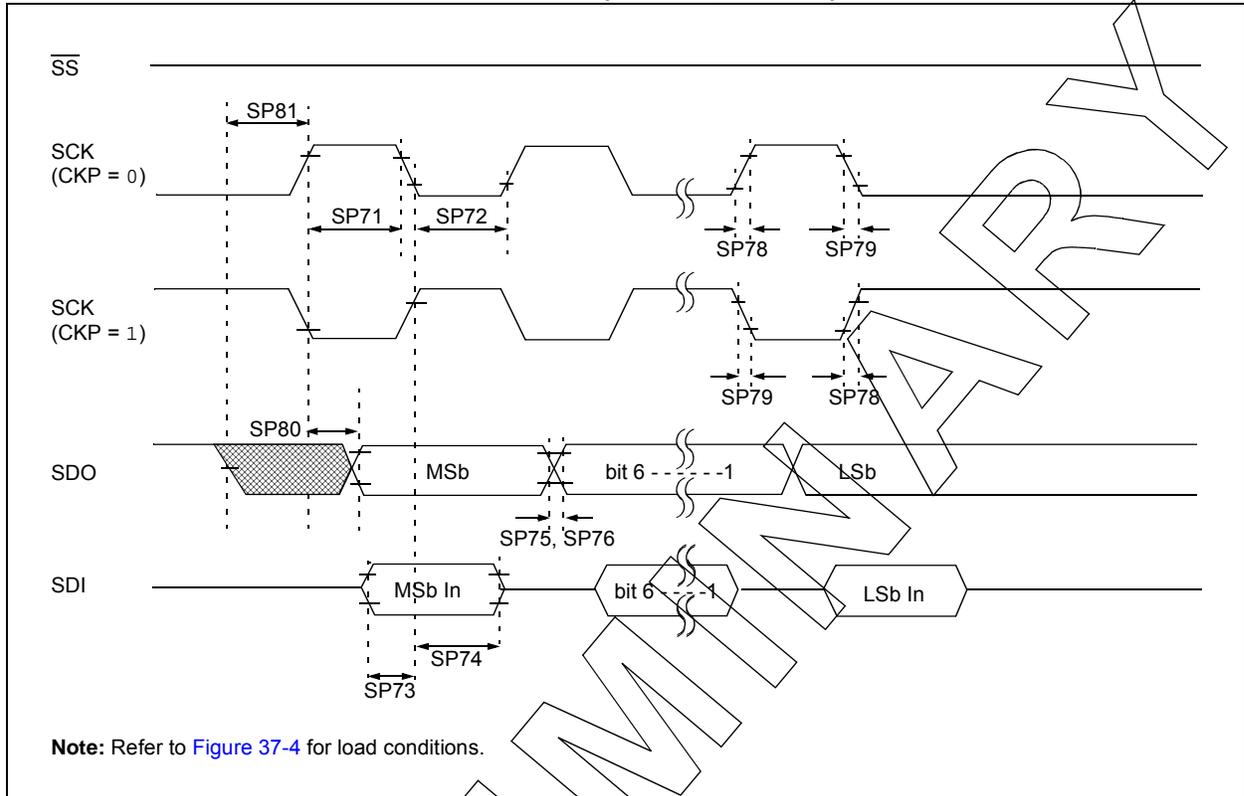 SS
SP81
SCK
(CKP = 0)
SP71
SP72
SP78
SP79
SCK
(CKP = 1)
SP79
SP78
SP80
SDO
MSb
bit 6 - - - - - -1
LSb
SP75, SP76
SDI
MSb In
bit 6 - - - -1
LSb In
SP74
SP73
Note: Refer to Figure 37-4 for load conditions.
MINARY